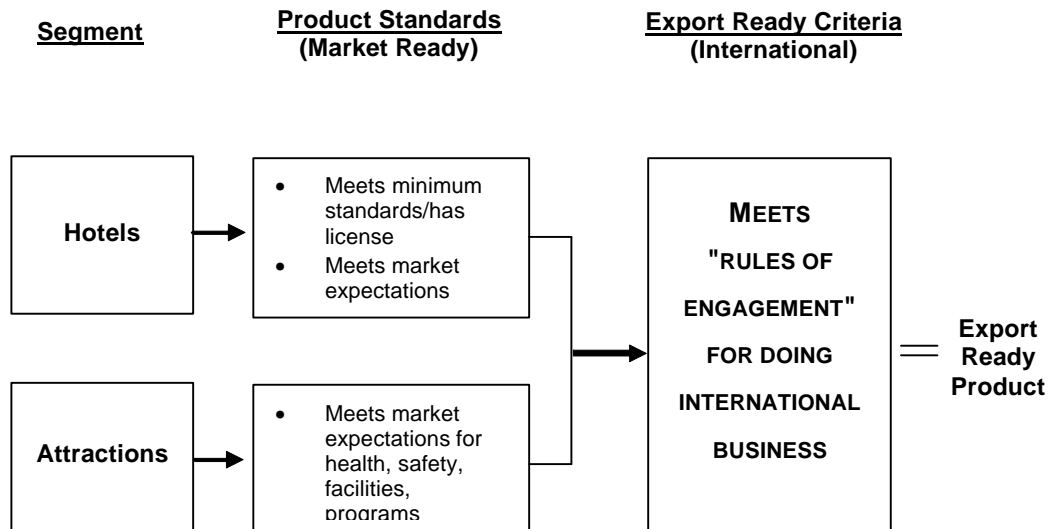 Segment
Product Standards
(Market Ready)
Export Ready Criteria
(International)
Hotels
• Meets minimum
standards/has
license
• Meets market
expectations
Attractions
• Meets market
expectations for
health, safety,
facilities,
programs
MEETS
"RULES OF
ENGAGEMENT"
FOR DOING
INTERNATIONAL
BUSINESS
Export
Ready
Product